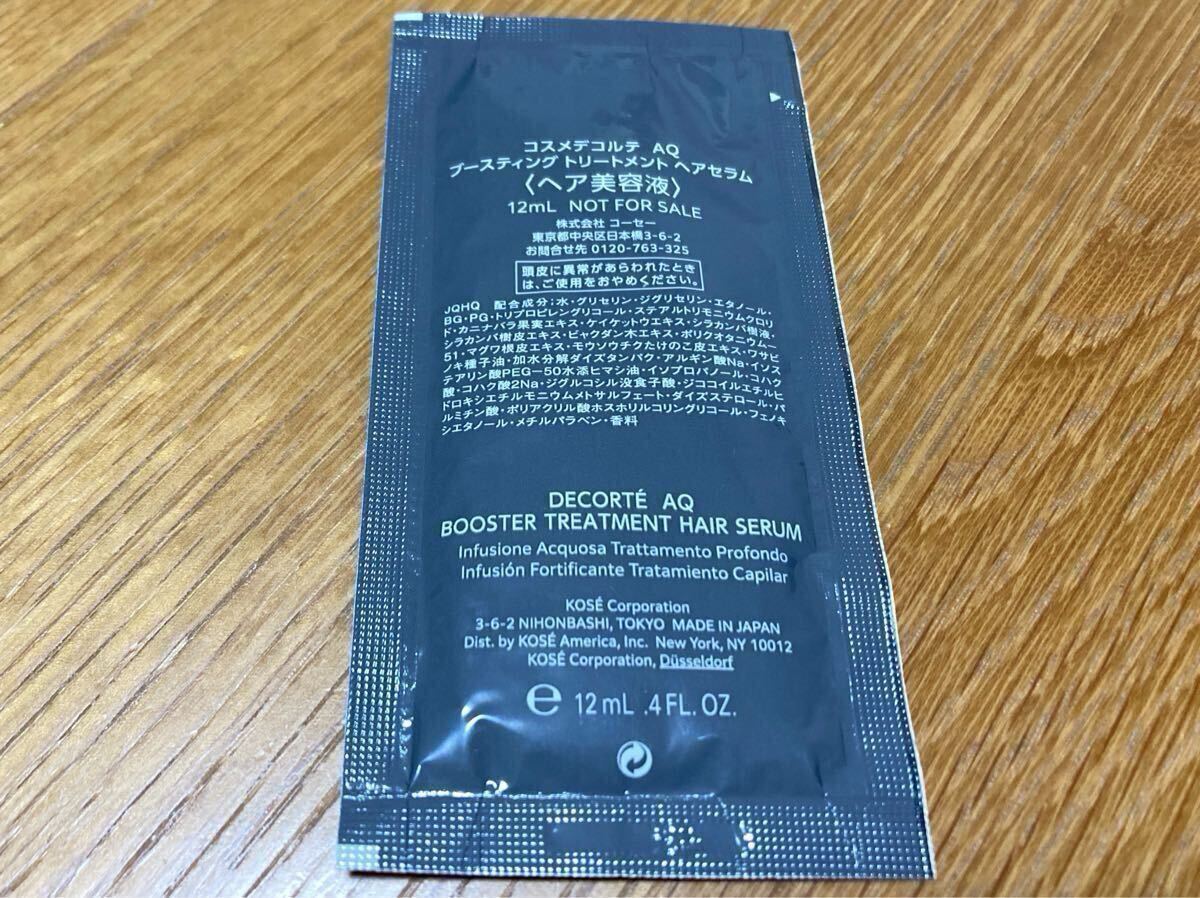 コスメデコルテ AQ
ブースティング トリートメント ヘアセラム
〈ヘア美容液〉
12mL NOT FOR SALE
株式会社 コーセー
東京都中央区日本橋3-6-2
お問合せ先 0120-763-325
頭皮に異常があらわれたとき
は、ご使用をおやめください。
JQHQ 配合成分:水・グリセリン・ジグリセリン・エタノール・
BG・PG・トリプロピレングリコール・ステアルトリモニウムクロリ
ド・カニナバラ果実エキス・ケイケットウエキス・シラカンバ樹液・
シラカンバ樹皮エキス・ビャクダン木エキス・ポリクオタニウム-
51・マグワ根皮エキス・モウソウチクたけのこ皮エキス・ワサビ
ノキ種子油・加水分解ダイズタンパク・アルギン酸Na・イソス
テアリン酸PEG-50水添ヒマシ油・イソプロパノール・コハク
酸・コハク酸2Na・ジグルコシル没食子酸・ジココイルエチルヒ
ドロキシエチルモニウムメトサルフェート・ダイズステロール・パ
ルミチン酸・ポリアクリル酸ホスホリルコリングリコール・フェノキ
シエタノール・メチルパラベン・香料
DECORTÉ AQ
BOOSTER TREATMENT HAIR SERUM
Infusione Acquosa Trattamento Profondo
Infusión Fortificante Tratamiento Capilar
KOSÉ Corporation
3-6-2 NIHONBASHI, TOKYO MADE IN JAPAN
Dist. by KOSÉ America, Inc. New York, NY 10012
KOSÉ Corporation, Düsseldorf
e 12mL .4FL.OZ.